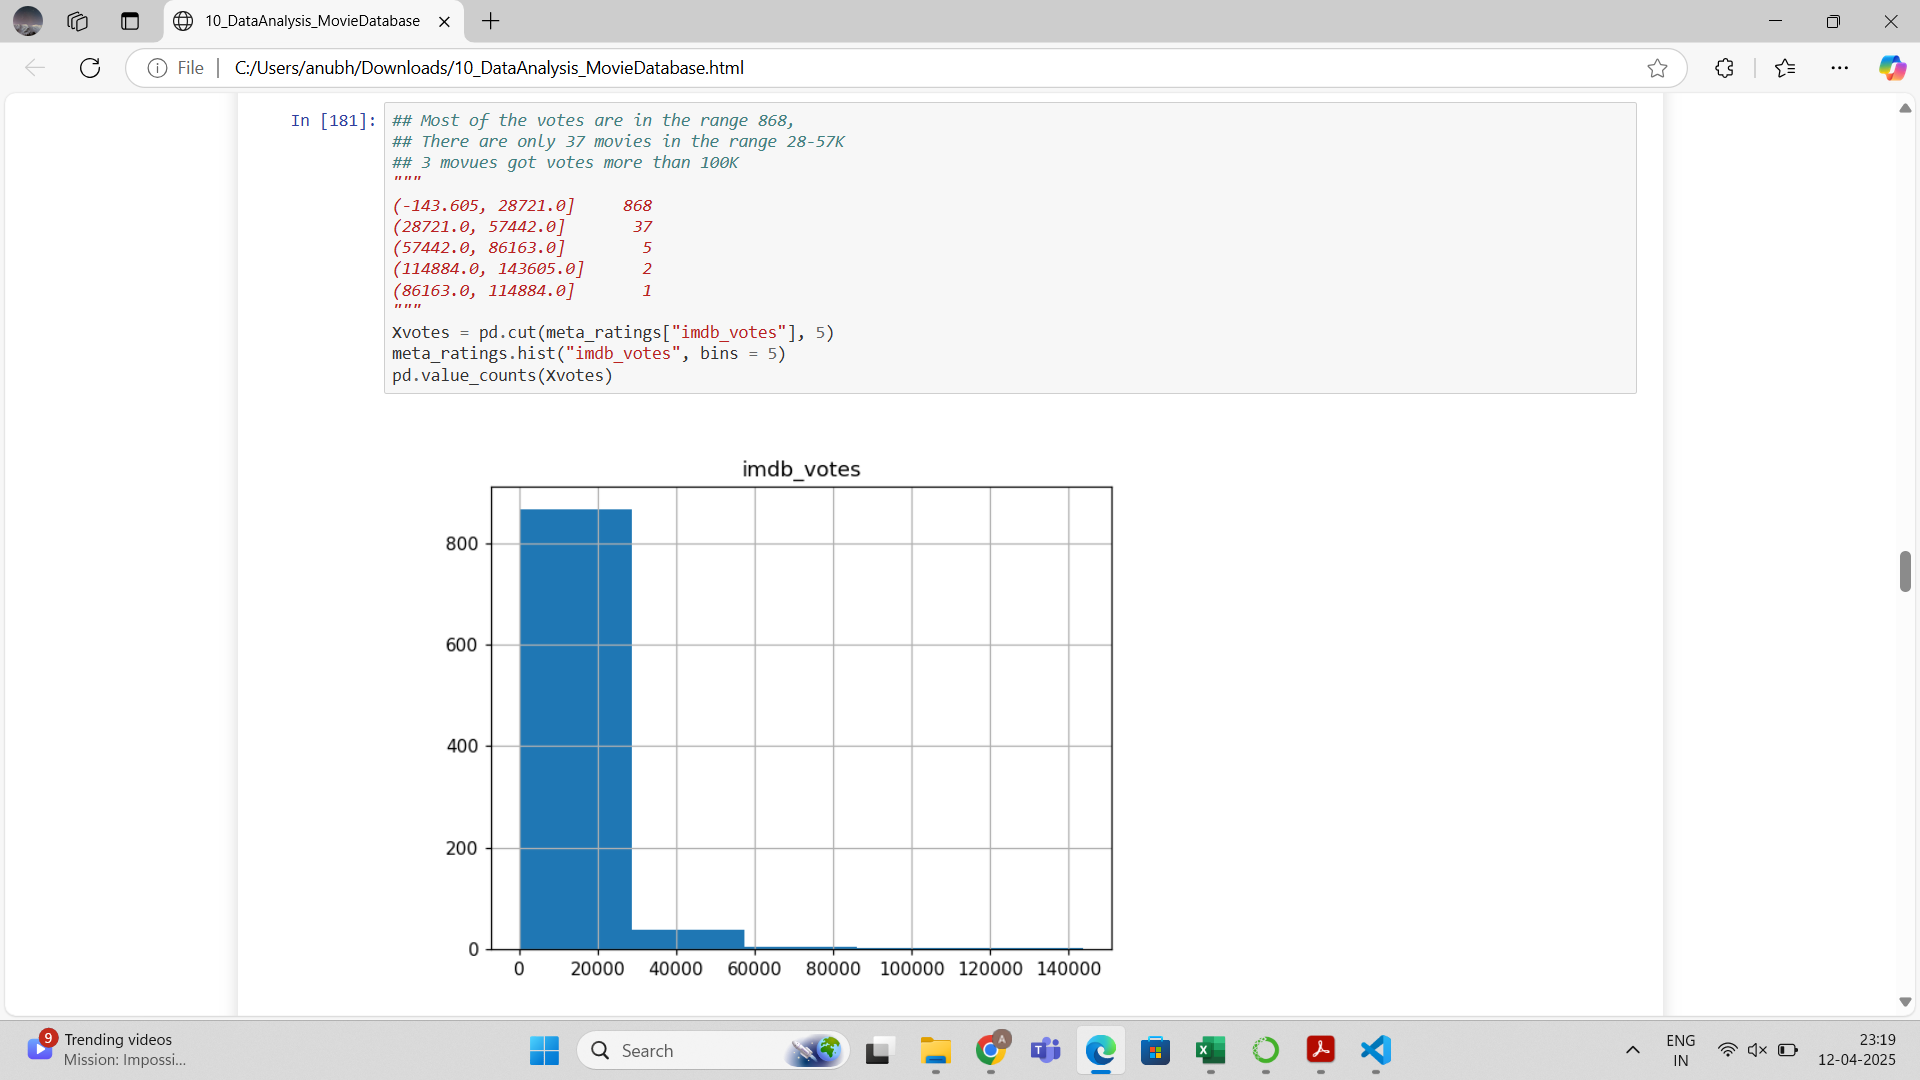 10_DataAnalysis_MovieDatabase
File
C:/Users/anubh/Downloads/10_DataAnalysis_MovieDatabase.html
In [181]:
## Most of the votes are in the range 868,
## There are only 37 movies in the range 28-57K
## 3 movues got votes more than 100K
"""
(-143.605, 28721.0] 868
(28721.0, 57442.0] 37
(57442.0, 86163.0] 5
(114884.0, 143605.0] 2
(86163.0, 114884.0] 1
"""
Xvotes = pd.cut(meta_ratings["imdb_votes"], 5)
meta_ratings.hist("imdb_votes", bins = 5)
pd.value_counts(Xvotes)
imdb_votes
800
600
400
200
0
0 20000 40000 60000 80000 100000 120000 140000
9
Trending videos
Mission: Impossi...
Search
A
ENG
IN
23:19
12-04-2025